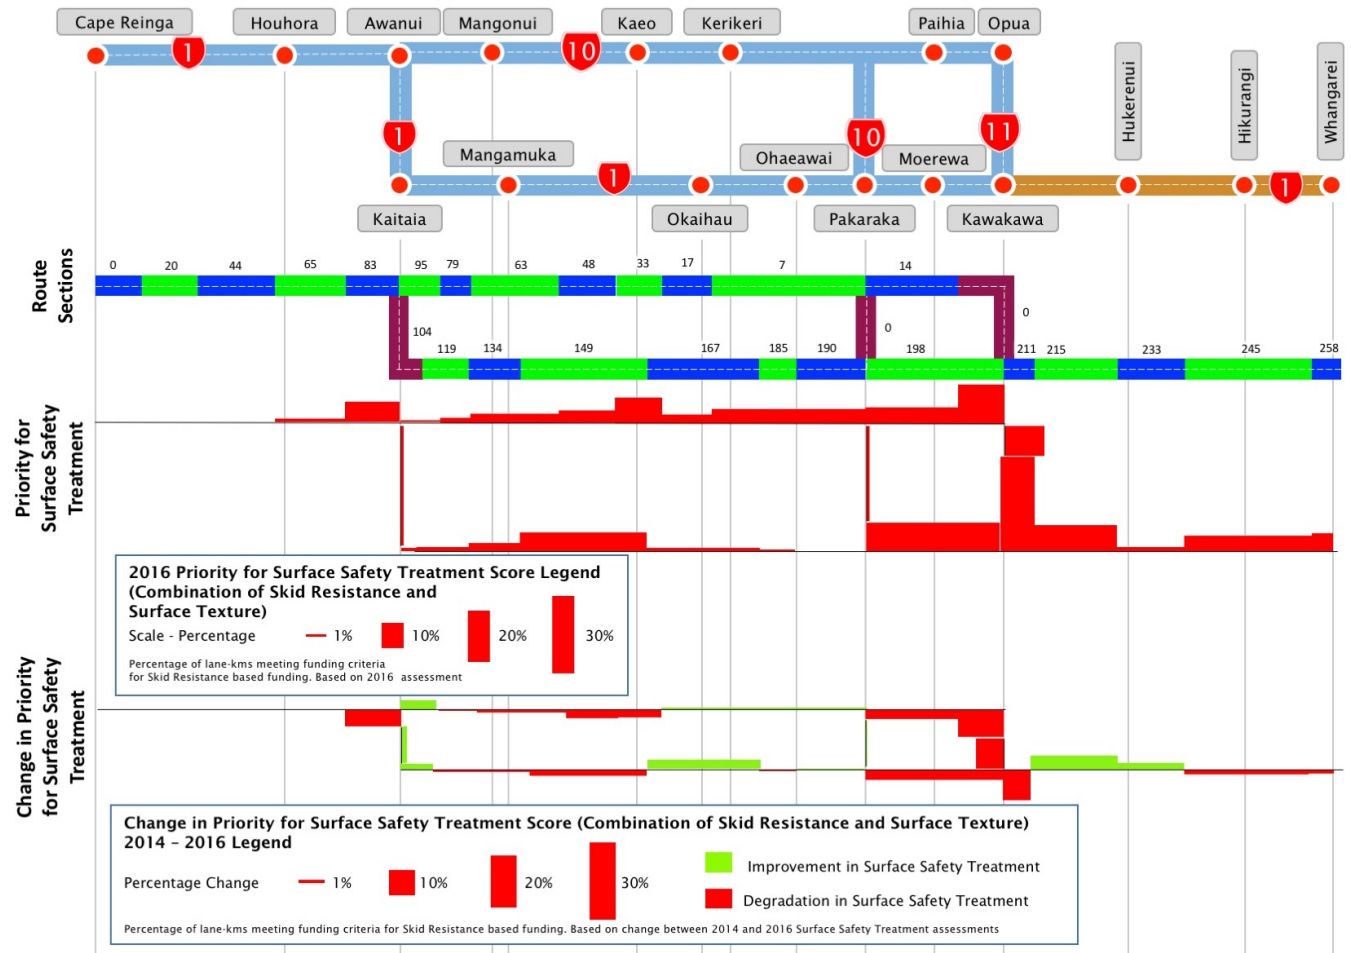 Cape Reinga
Houhora
Awanui
Mangonui
Kaeo
Kerikeri
Paihia
Opua
1
10
Hukerenui
Hikurangi
Whangarei
1
10
11
Mangamuka
Ohaeawai
Moerewa
1
1
Kaitaia
Okaihau
Pakaraka
Kawakawa
Route
Sections
0
20
44
65
83
95
79
63
48
33
17
7
14
104
0
0
119
134
149
167
185
190
198
211
215
233
245
258
Priority for
Surface Safety
Treatment
2016 Priority for Surface Safety Treatment Score Legend
(Combination of Skid Resistance and
Surface Texture)
Scale - Percentage
1%
10%
20%
30%
Percentage of lane-kms meeting funding criteria
for Skid Resistance based funding. Based on 2016 assessment
Change in Priority
for Surface Safety
Treatment
Change in Priority for Surface Safety Treatment Score (Combination of Skid Resistance and Surface Texture)
2014 – 2016 Legend
Percentage Change
1%
10%
20%
30%
Improvement in Surface Safety Treatment
Degradation in Surface Safety Treatment
Percentage of lane-kms meeting funding criteria for Skid Resistance based funding. Based on change between 2014 and 2016 Surface Safety Treatment assessments